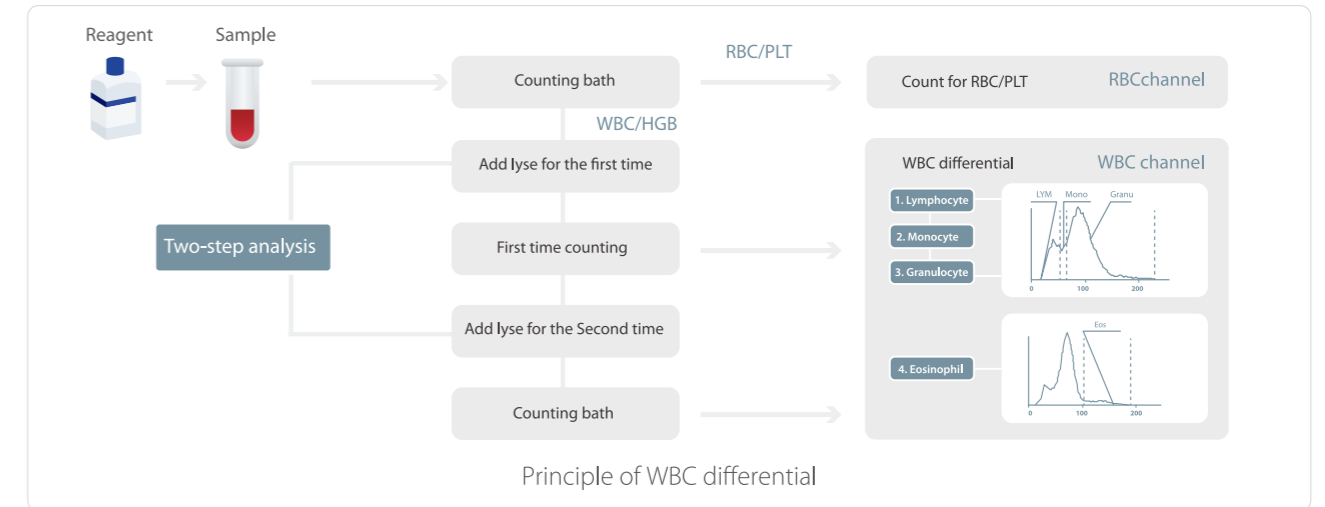 Reagent
Sample
Counting bath
RBC/PLT
Count for RBC/PLT
RBCchannel
WBC/HGB
Add lyse for the first time
Two-step analysis
First time counting
Add lyse for the Second time
Counting bath
WBC differential
WBC channel
1. Lymphocyte
2. Monocyte
3. Granulocyte
LYM Mono Granu
0 100 200
4. Eosinophil
Eos
0 100 200
Principle of WBC differential